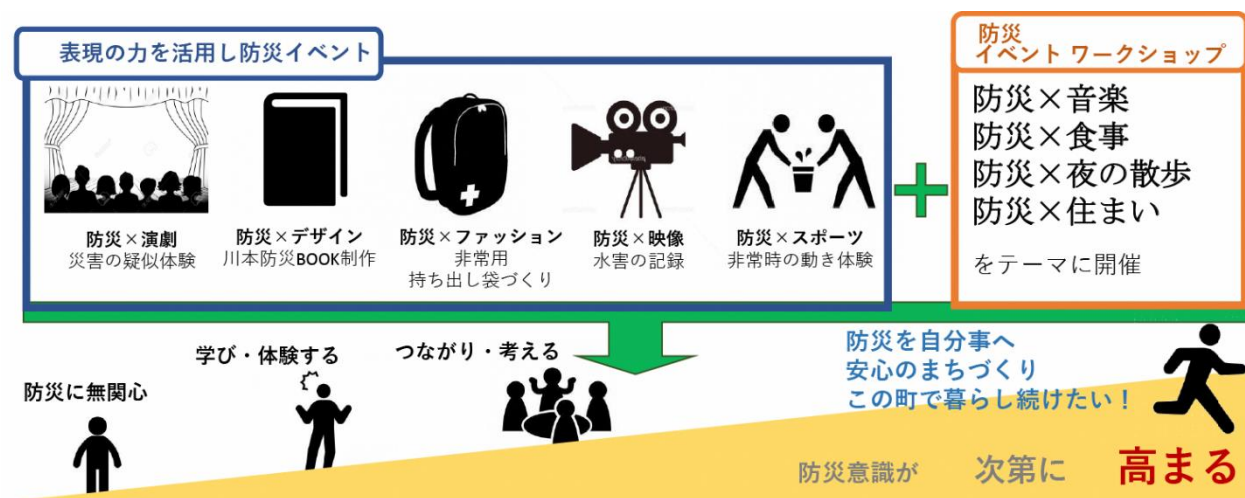 表現の力を活用し防災イベント
防災×演劇
災害の疑似体験
防災×デザイン
川本防災BOOK制作
防災×ファッション
非常用
持ち出し袋づくり
防災×映像
水害の記録
防災×スポーツ
非常時の動き体験
防災
イベント ワークショップ
防災×音楽
防災×食事
防災×夜の散歩
防災×住まい
をテーマに開催
防災に無関心
学び・体験する
つながり・考える
防災を自分事へ
安心のまちづくり
この町で暮らし続けたい！
防災意識が 次第に 高まる